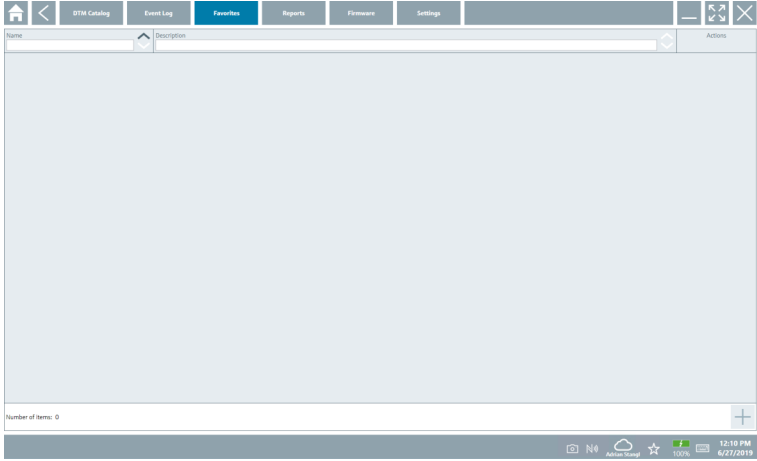 DTM Catalog Event Log Favorites Reports Firmware Settings
Name Description Actions
Number of Items: 0
Adrian Stangl 100% 12:10 PM
6/27/2019